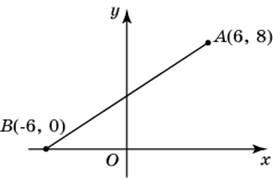 y
A(6, 8)
B(-6, 0)
O
x